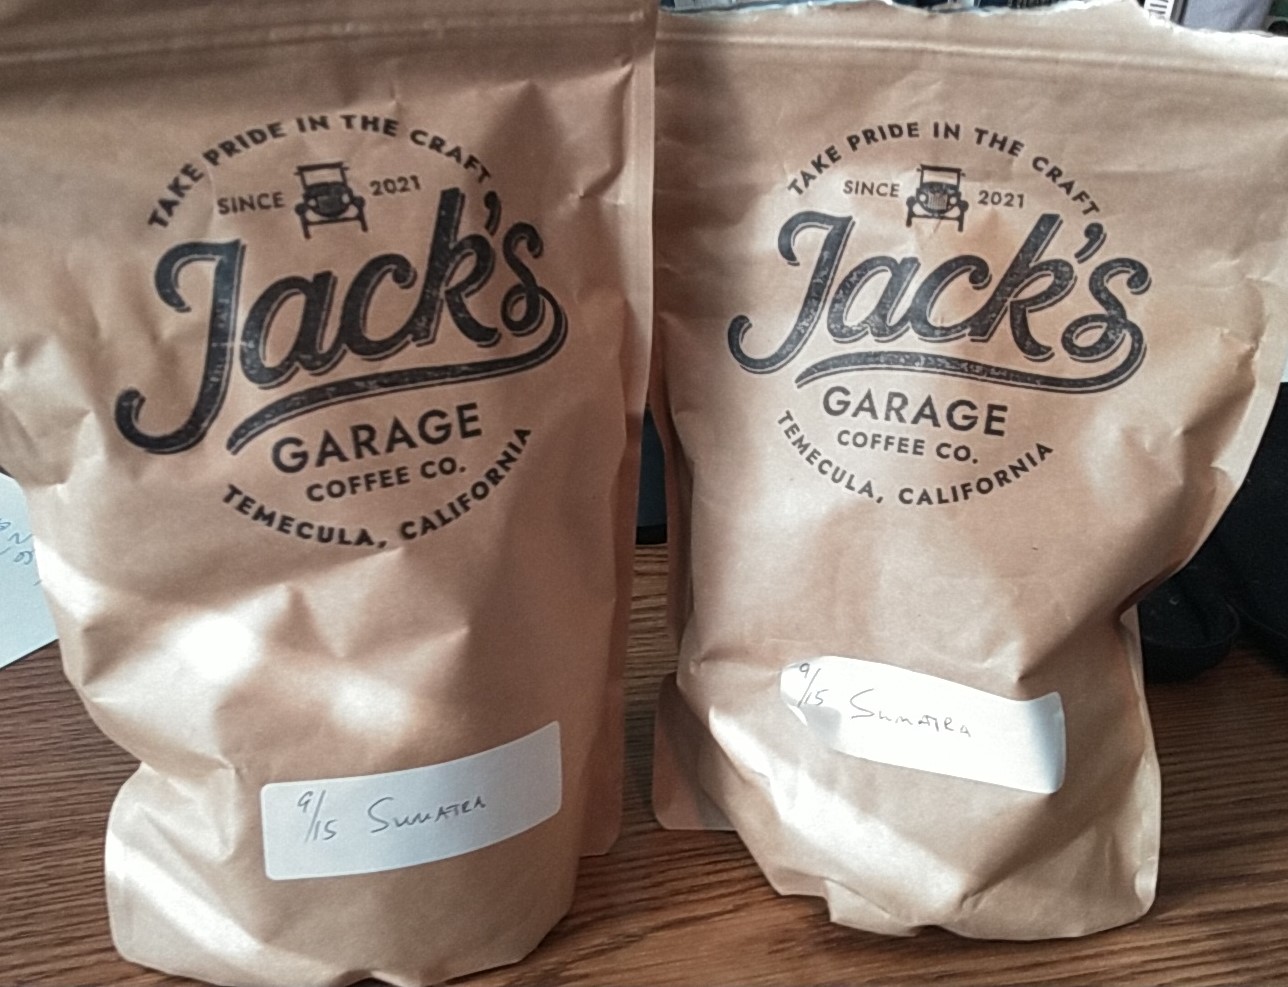 TAKE PRIDE IN THE CRAFT
SINCE 2021
Jack's
GARAGE
COFFEE CO.
TEMECULA, CALIFORNIA
9/15 SUMATRA
TAKE PRIDE IN THE CRAFT
SINCE 2021
Jack's
GARAGE
COFFEE CO.
TEMECULA, CALIFORNIA
9/15 SUMATRA